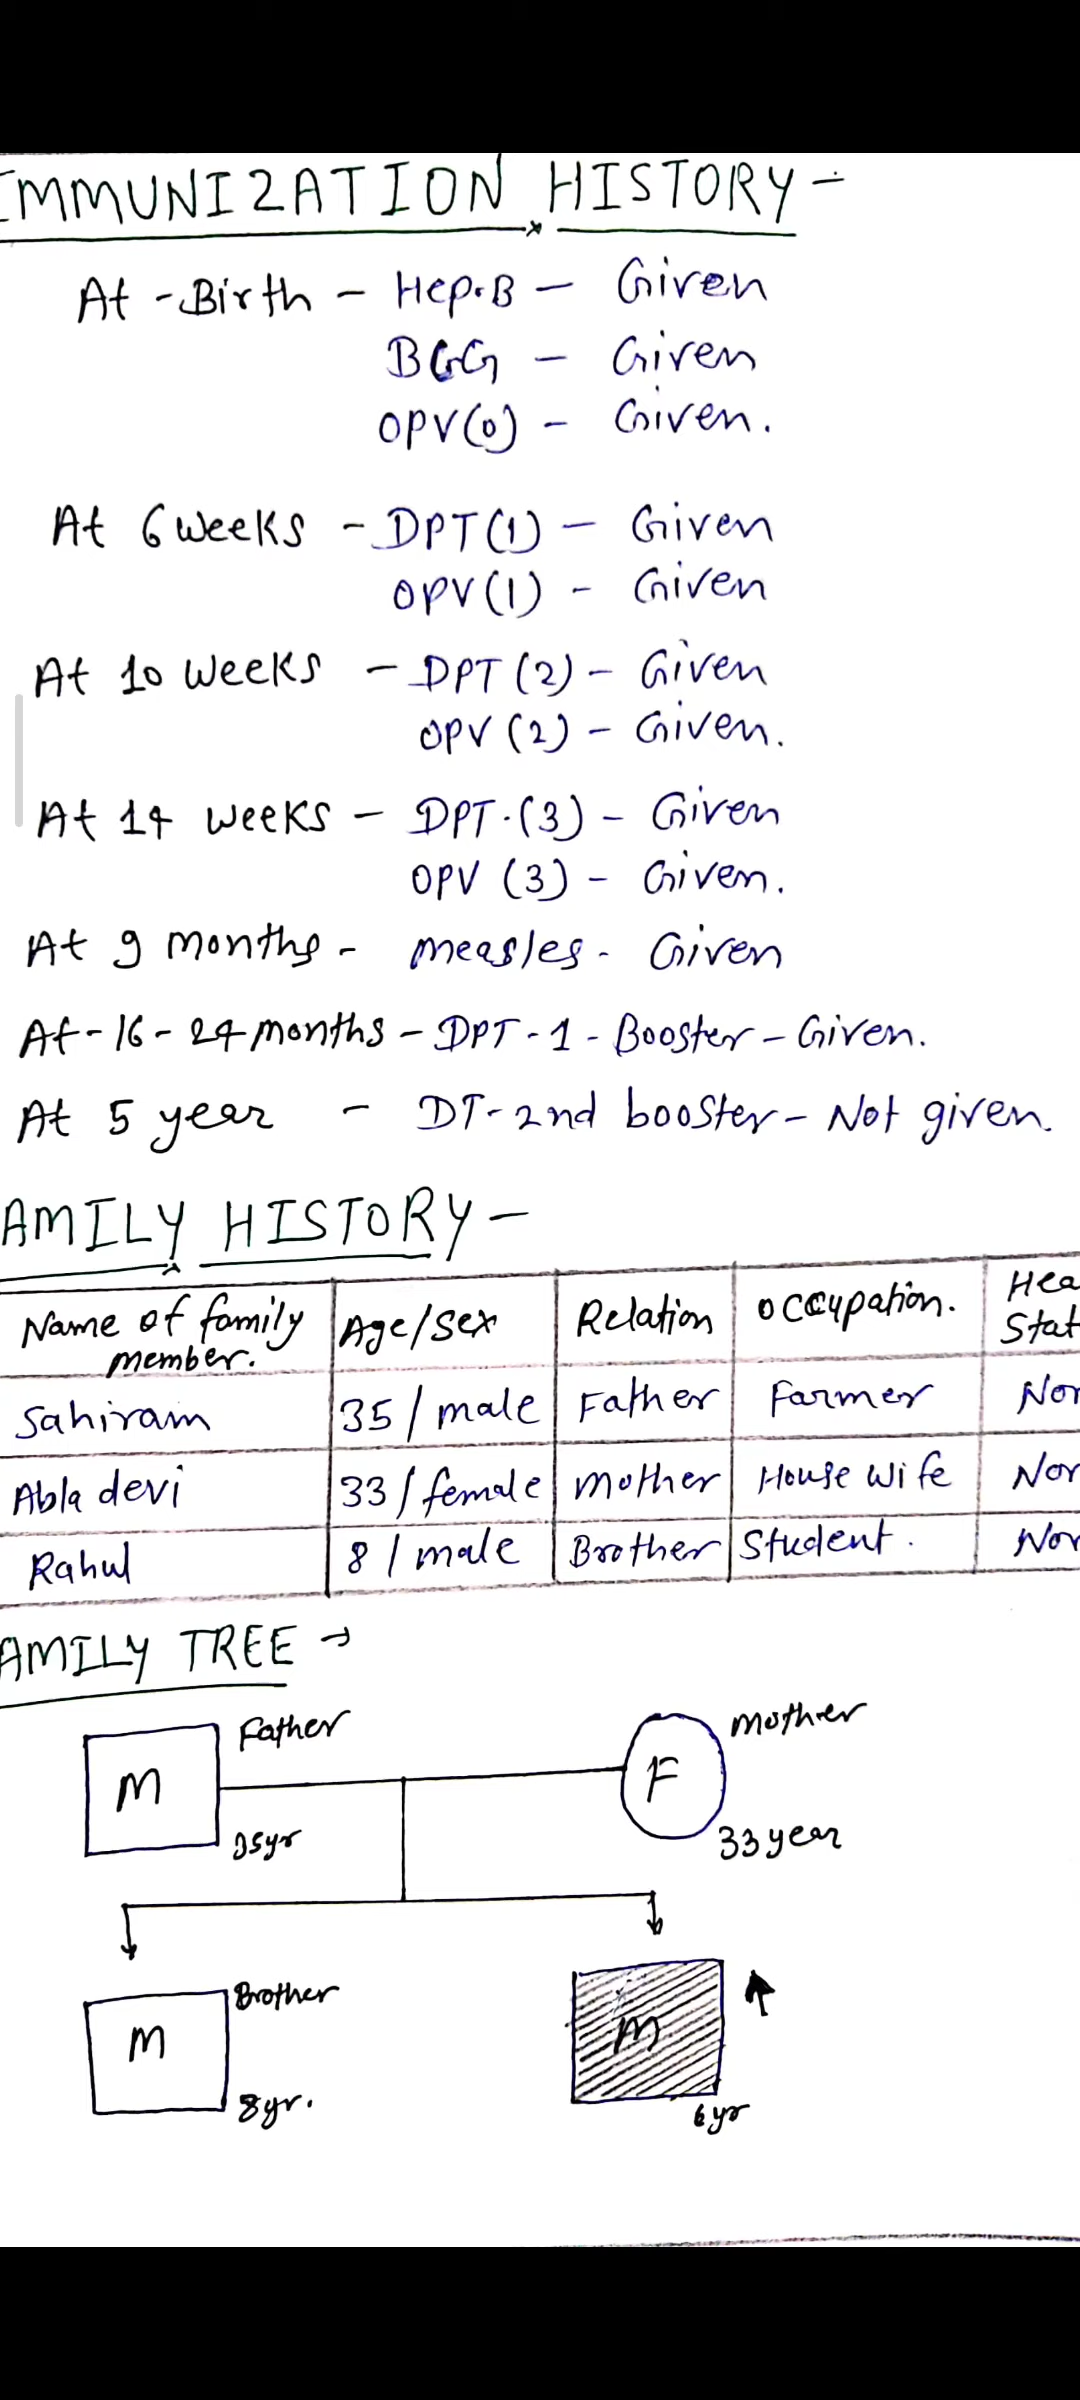 IMMUNIZATION HISTORY -
At - Birth - Hep.B - Given
BCG - Given
OPV(0) - Given.
At 6 weeks - DPT(1) - Given
OPV(1) - Given
At 10 weeks - DPT (2) - Given
OPV (2) - Given.
At 14 weeks - DPT.(3) - Given
OPV (3) - Given.
At 9 months - measles - Given
At - 16 - 24 months - DPT - 1 - Booster - Given.
At 5 year - DT - 2nd booster - Not given.
AMILY HISTORY -
Name of family member. Age/Sex Relation Occupation. Hea Stat
Sahiram 35/male Father Farmer Nor
Abla devi 33/female mother House wife Nor
Rahul 8/male Brother Student. Nor
AMILY TREE →
Father mother
M F
35yr 33 year
Brother
M M
8yr. 6yr